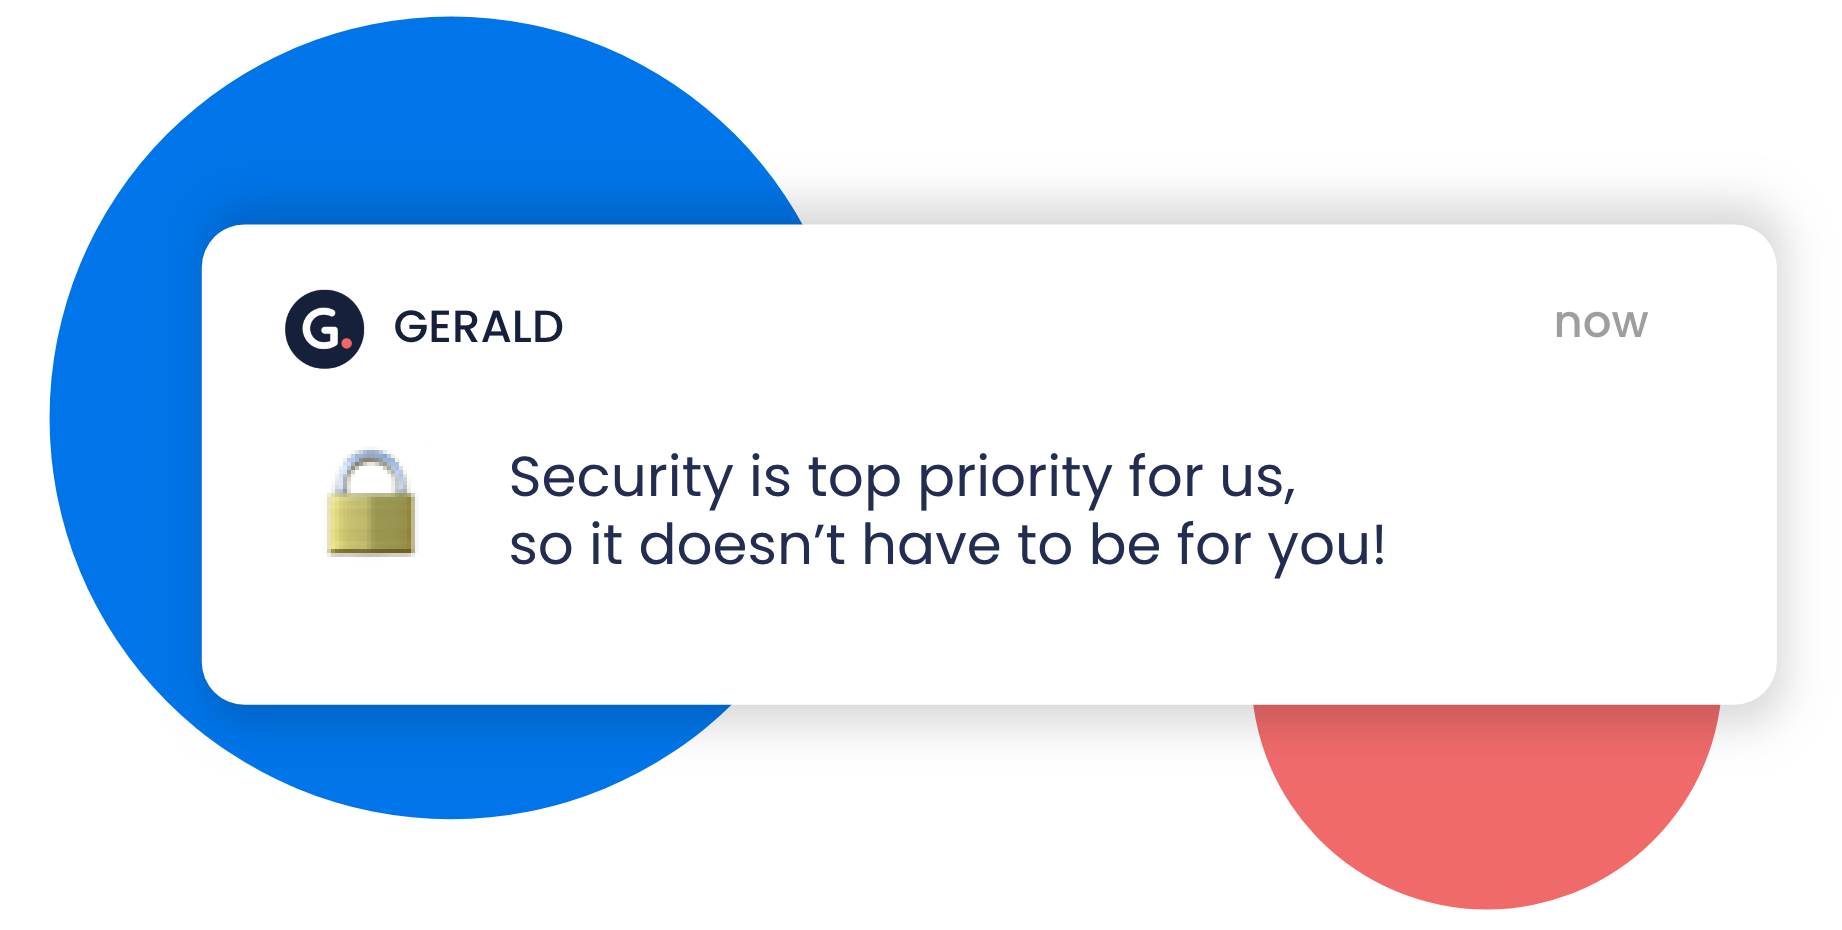 G.
GERALD
now
Security is top priority for us,
so it doesn’t have to be for you!